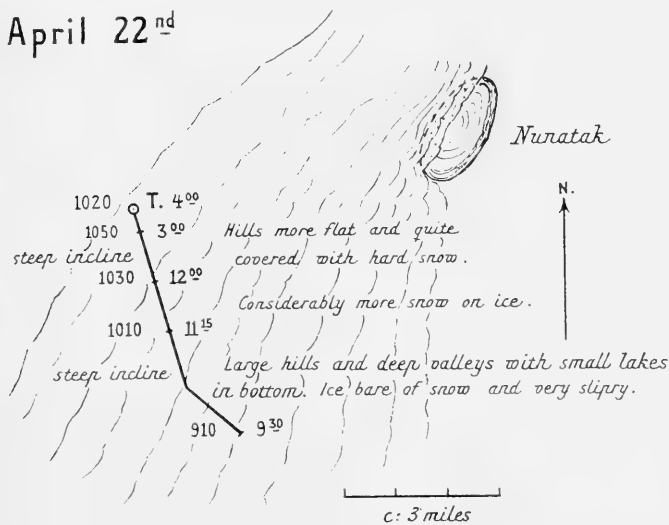 April 22nd
Nunatak
N.
1020 T. 4 00
1050 3 00
Hills more flat and quite
covered with hard snow.
steep incline
1030 12 00
Considerably more snow on ice.
1010 11 15
Large hills and deep valleys with small lakes
steep incline
in bottom. Ice bare of snow and very slipry.
910 9 30
c: 3 miles